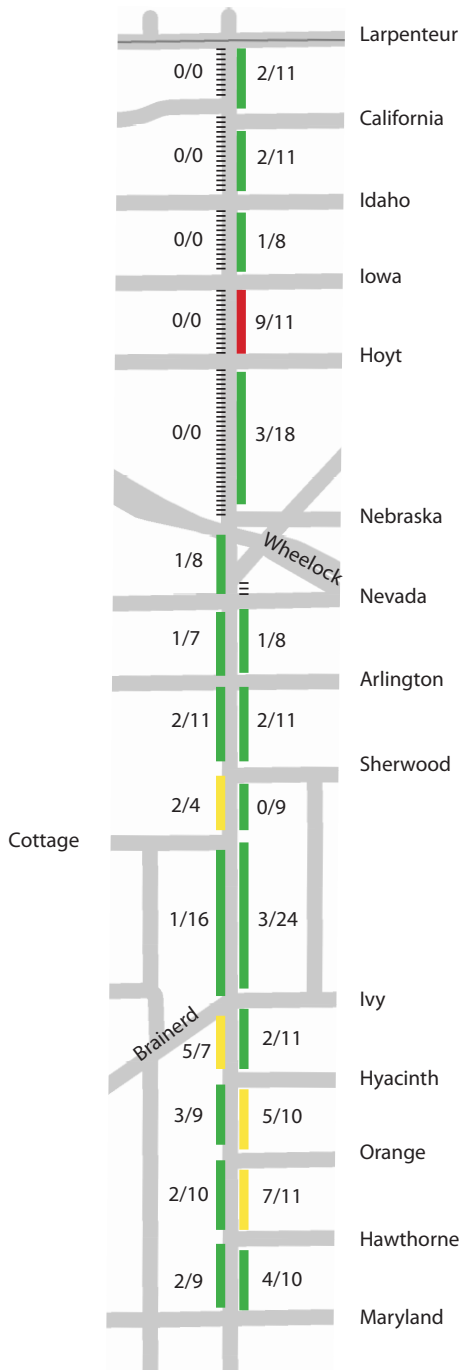 Larpenteur
0/0 2/11
California
0/0 2/11
Idaho
0/0 1/8
Iowa
0/0 9/11
Hoyt
0/0 3/18
Nebraska
Wheelock
1/8
Nevada
1/7 1/8
Arlington
2/11 2/11
Sherwood
2/4 0/9
Cottage
1/16 3/24
Ivy
Brainerd
5/7 2/11
Hyacinth
3/9 5/10
Orange
2/10 7/11
Hawthorne
2/9 4/10
Maryland